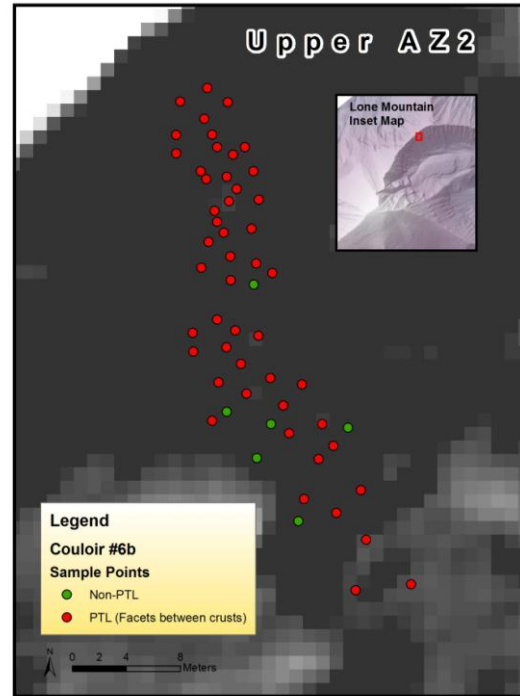 Upper AZ2
Lone Mountain
Inset Map
Legend
Couloir #6b
Sample Points
Non-PTL
PTL (Facets between crusts)
N
0 2 4 8
Meters